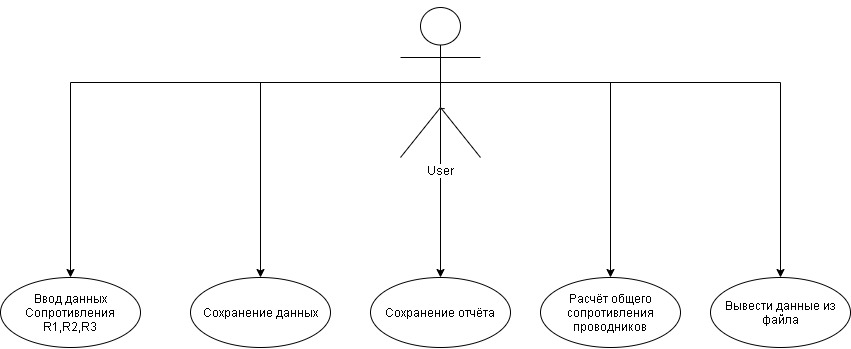 User
Ввод данных
Сопротивления
R1,R2,R3
Сохранение данных
Сохранение отчёта
Расчёт общего
сопротивления
проводников
Вывести данные из
файла